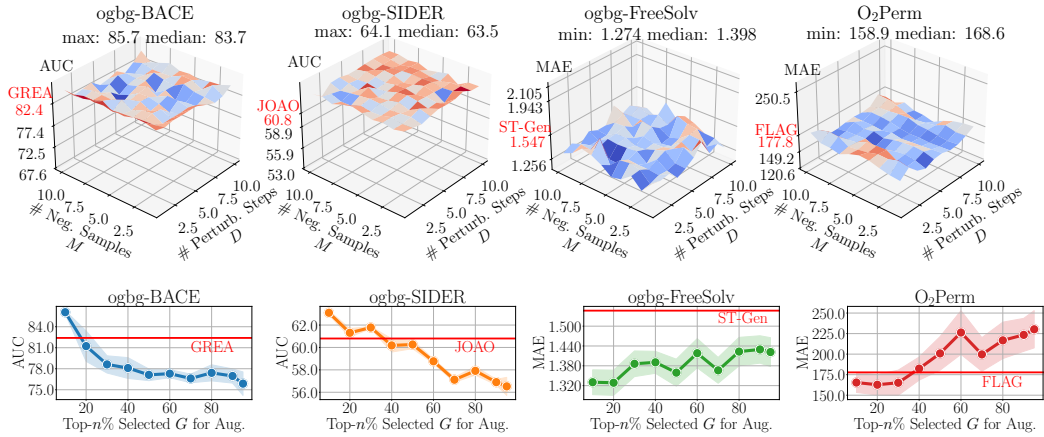 ogbg-BACE
max: 85.7 median: 83.7
AUC
GREA
82.4
77.4
72.5
67.6
10.0
7.5
5.0
2.5
# Neg. Samples
M
2.5
5.0
7.5
10.0
# Perturb. Steps
D
ogbg-SIDER
max: 64.1 median: 63.5
AUC
JOAO
60.8
58.9
55.9
53.0
10.0
7.5
5.0
2.5
# Neg. Samples
M
2.5
5.0
7.5
10.0
# Perturb. Steps
D
ogbg-FreeSolv
min: 1.274 median: 1.398
MAE
2.105
1.943
ST-Gen
1.547
1.256
10.0
7.5
5.0
2.5
# Neg. Samples
M
2.5
5.0
7.5
10.0
# Perturb. Steps
D
O₂Perm
min: 158.9 median: 168.6
MAE
250.5
FLAG
177.8
149.2
120.6
10.0
7.5
5.0
2.5
# Neg. Samples
M
2.5
5.0
7.5
10.0
# Perturb. Steps
D
ogbg-BACE
AUC
84.0
81.0
78.0
75.0
GREA
20 40 60 80
Top-n% Selected G for Aug.
ogbg-SIDER
AUC
62.0
60.0
58.0
56.0
JOAO
20 40 60 80
Top-n% Selected G for Aug.
ogbg-FreeSolv
MAE
1.500
1.440
1.380
1.320
ST-Gen
20 40 60 80
Top-n% Selected G for Aug.
O₂Perm
MAE
250.0
225.0
200.0
175.0
150.0
FLAG
20 40 60 80
Top-n% Selected G for Aug.